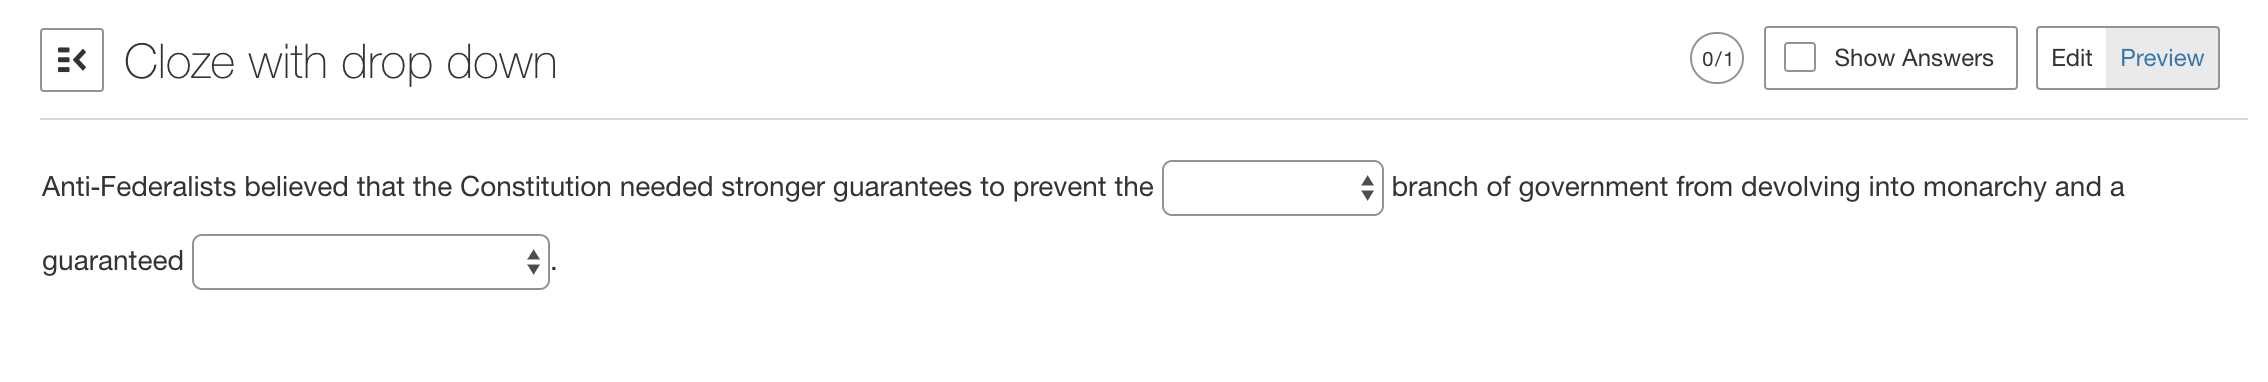 Cloze with drop down
0/1
Show Answers
Edit
Preview
Anti-Federalists believed that the Constitution needed stronger guarantees to prevent the branch of government from devolving into monarchy and a
guaranteed .